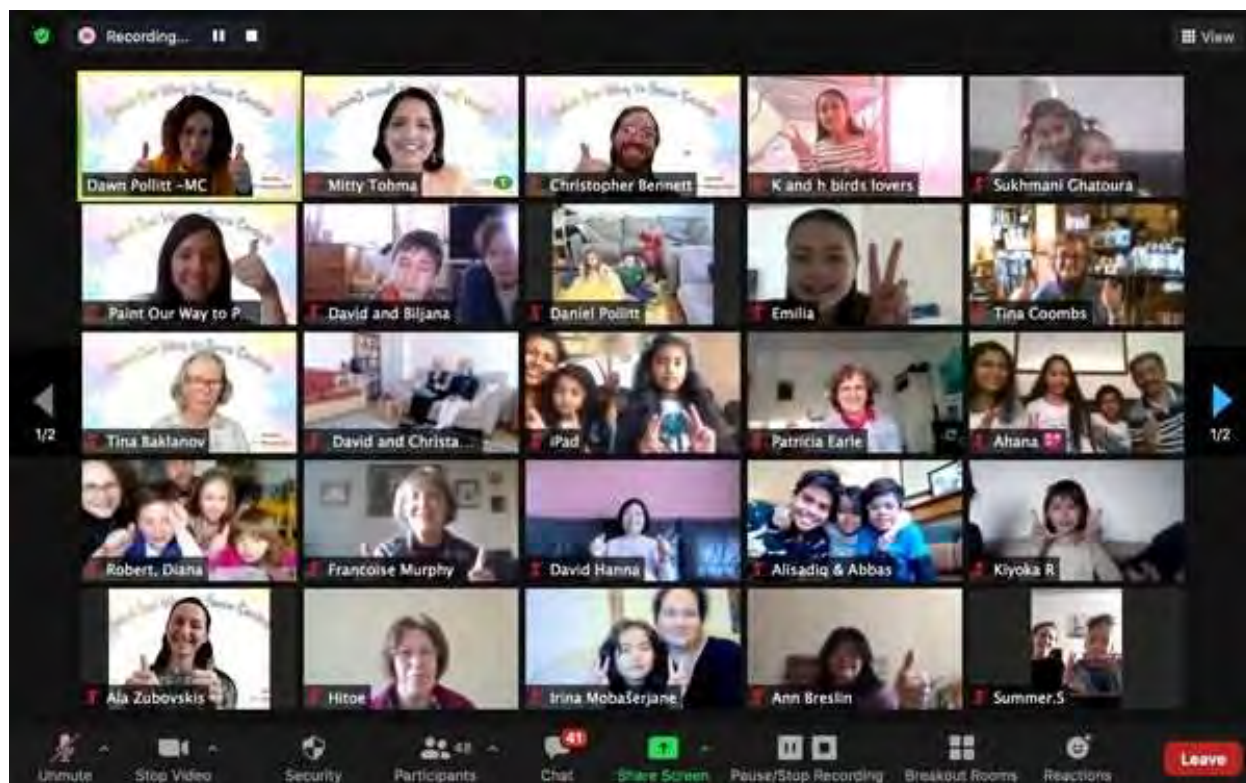 Recording...
View
Dawn Pollitt -MC
Mitty Tohma
Christopher Bennett
K and h birds lovers
Sukhmani Ghatoura
Paint Our Way to P...
David and Biljana
Daniel Pollitt
Emilia
Tina Coombs
1/2
1/2
Tina Baklanov
David and Christa...
iPad
Patricia Earle
Ahana
Robert, Diana
Francoise Murphy
David Hanna
Alisadiq & Abbas
Kiyoka R
Ala Zubovskis
Hitoe
Irina Mobašerjane
Ann Breslin
Summer.S
48
41
Unmute
Stop Video
Security
Participants
Chat
Share Screen
Pause/Stop Recording
Breakout Rooms
Reactions
Leave